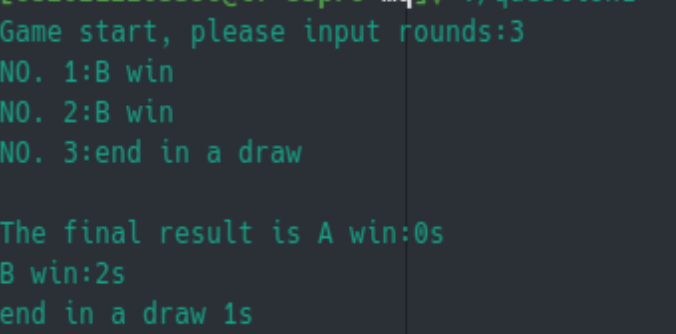 Game start, please input rounds:3
NO. 1:B win
NO. 2:B win
NO. 3:end in a draw
The final result is A win:0s
B win:2s
end in a draw 1s